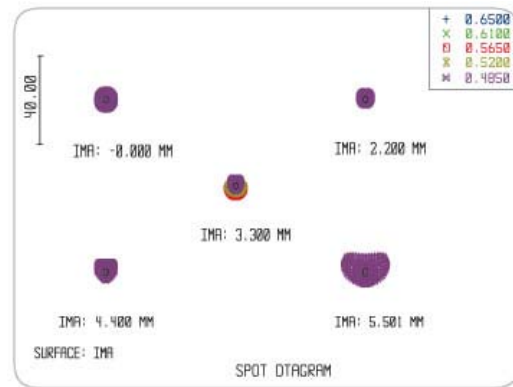 + 0.6500
× 0.6100
0.5650
0.5200
0.4850
40.00
IMA: -0.000 MM
IMA: 2.200 MM
IMA: 3.300 MM
IMA: 4.400 MM
IMA: 5.501 MM
SURFACE: IMA
SPOT DTAGRAM